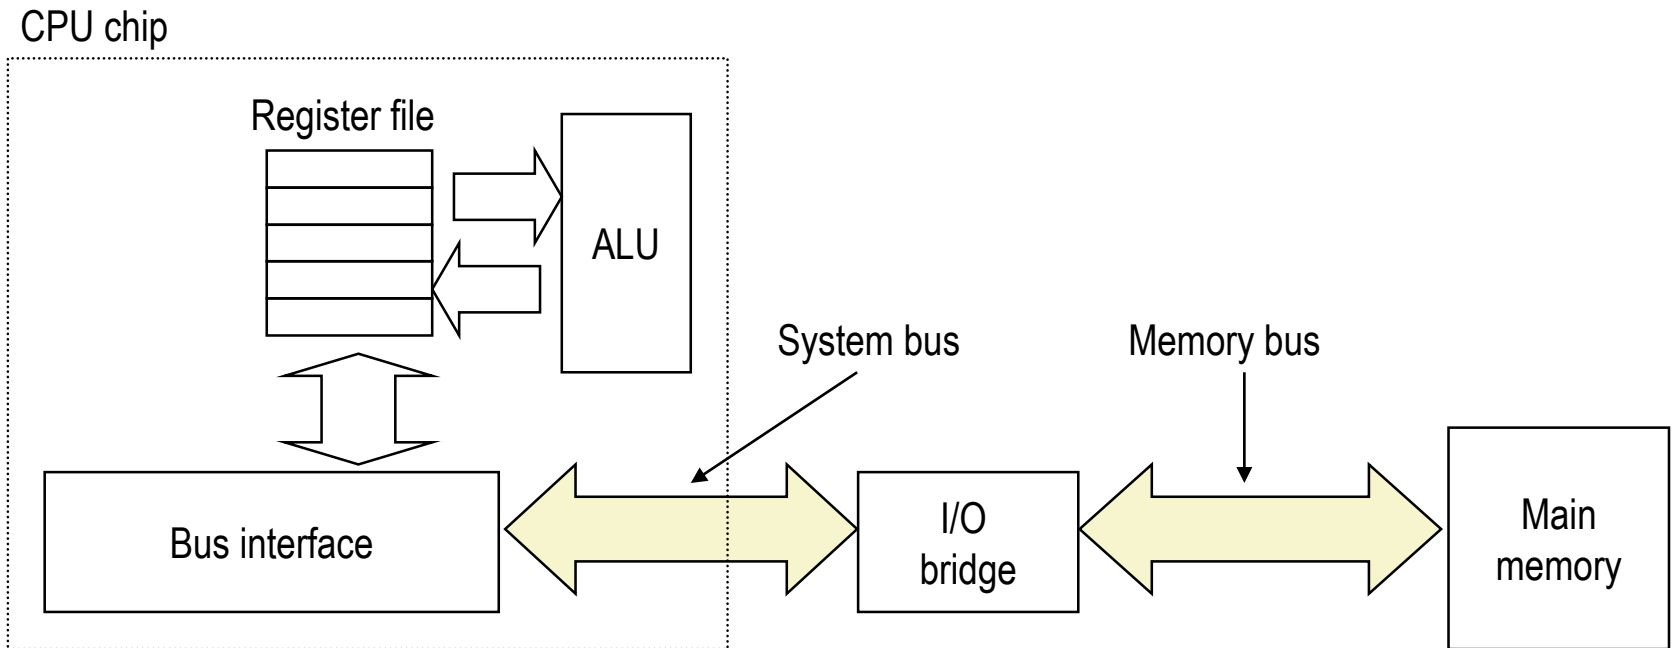 CPU chip
Register file
ALU
System bus
Memory bus
Bus interface
I/O
bridge
Main
memory